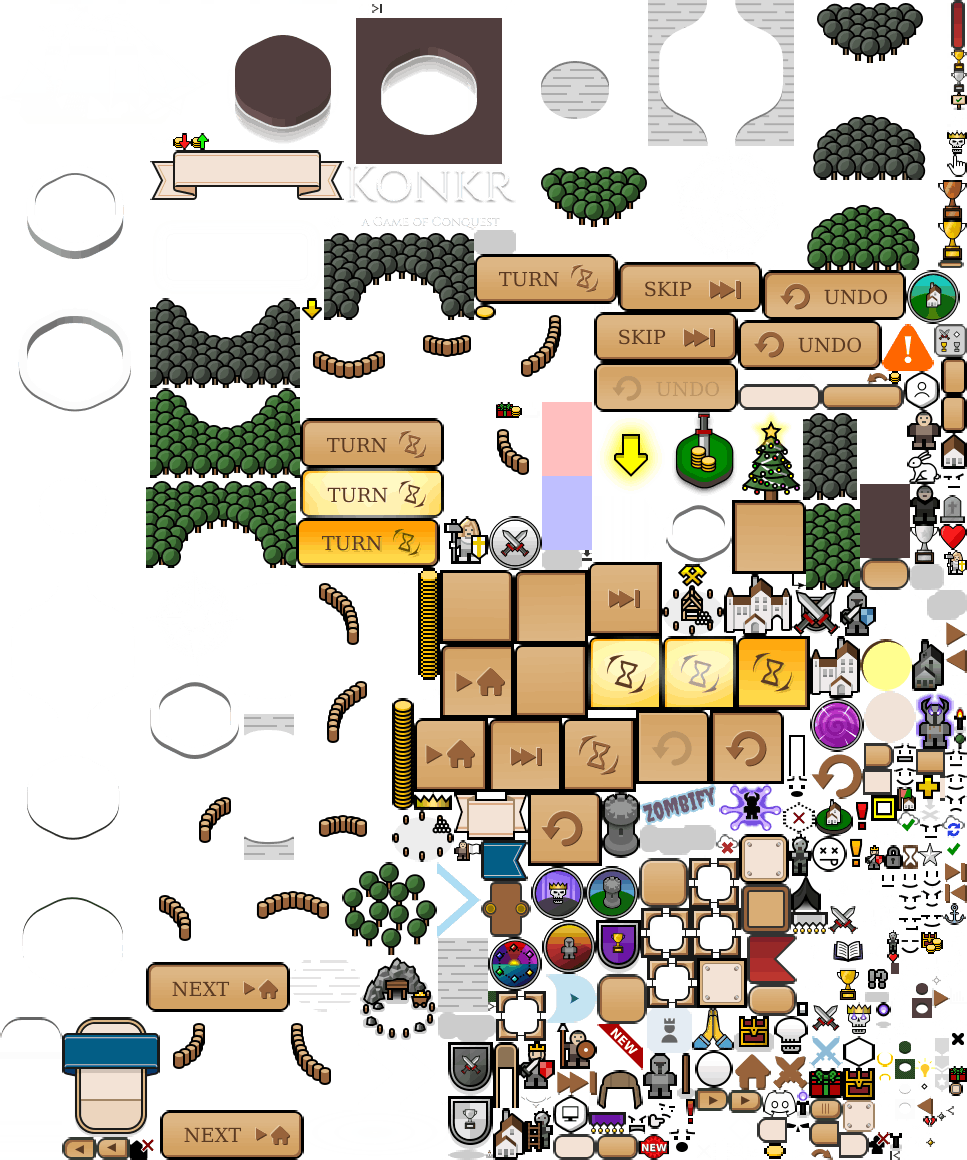 KONKR
A GAME OF CONQUEST
TURN
SKIP
UNDO
SKIP
UNDO
UNDO
TURN
TURN
TURN
ZOMBIFY
NEXT
NEW
NEXT
NEW